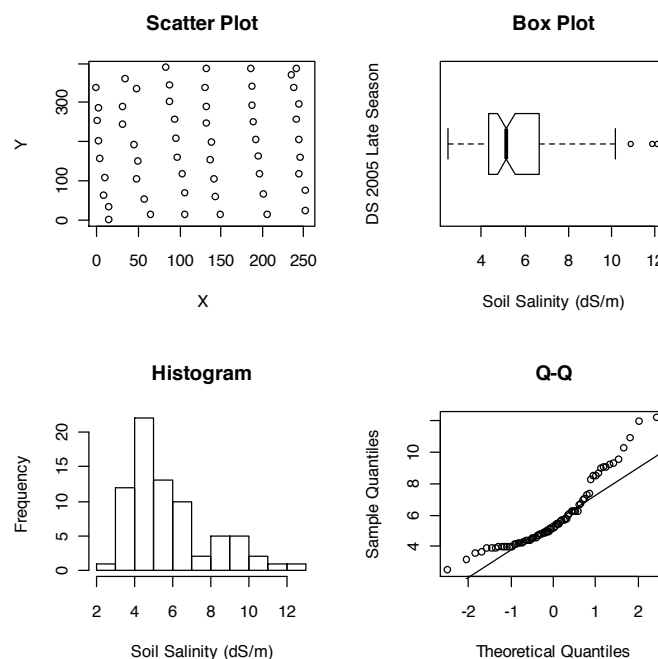 Scatter Plot
Y
0 100 300
0 50 100 150 200 250
X
Box Plot
DS 2005 Late Season
4 6 8 10 12
Soil Salinity (dS/m)
Histogram
Frequency
0 5 10 15 20
2 4 6 8 10 12
Soil Salinity (dS/m)
Q-Q
Sample Quantiles
4 6 8 10
-2 -1 0 1 2
Theoretical Quantiles